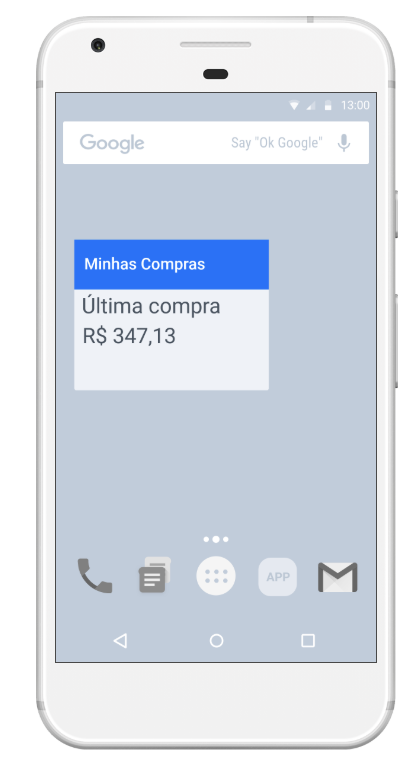 13:00
Google Say "Ok Google"
Minhas Compras
Última compra
R$ 347,13
APP